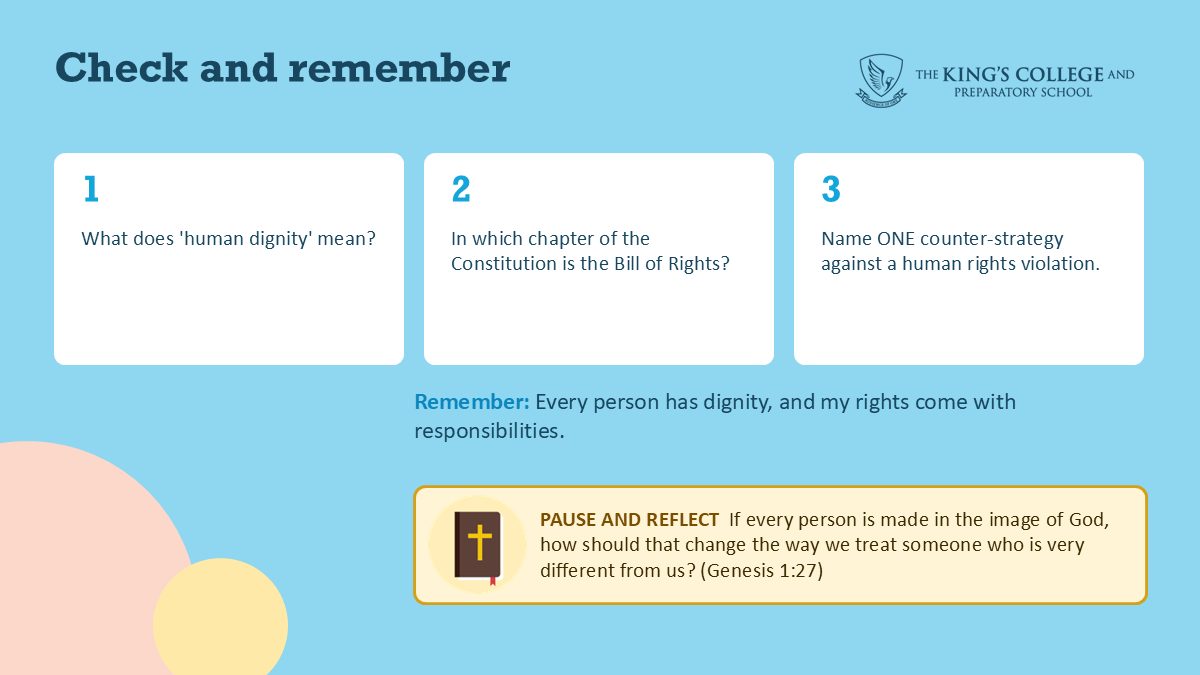 Check and remember
THE KING'S COLLEGE AND
PREPARATORY SCHOOL
1
What does 'human dignity' mean?
2
In which chapter of the
Constitution is the Bill of Rights?
3
Name ONE counter-strategy
against a human rights violation.
Remember: Every person has dignity, and my rights come with
responsibilities.
PAUSE AND REFLECT If every person is made in the image of God,
how should that change the way we treat someone who is very
different from us? (Genesis 1:27)